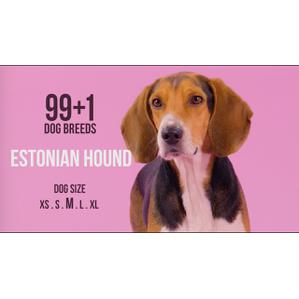 99+1
DOG BREEDS
ESTONIAN HOUND
DOG SIZE
XS . S . M . L . XL